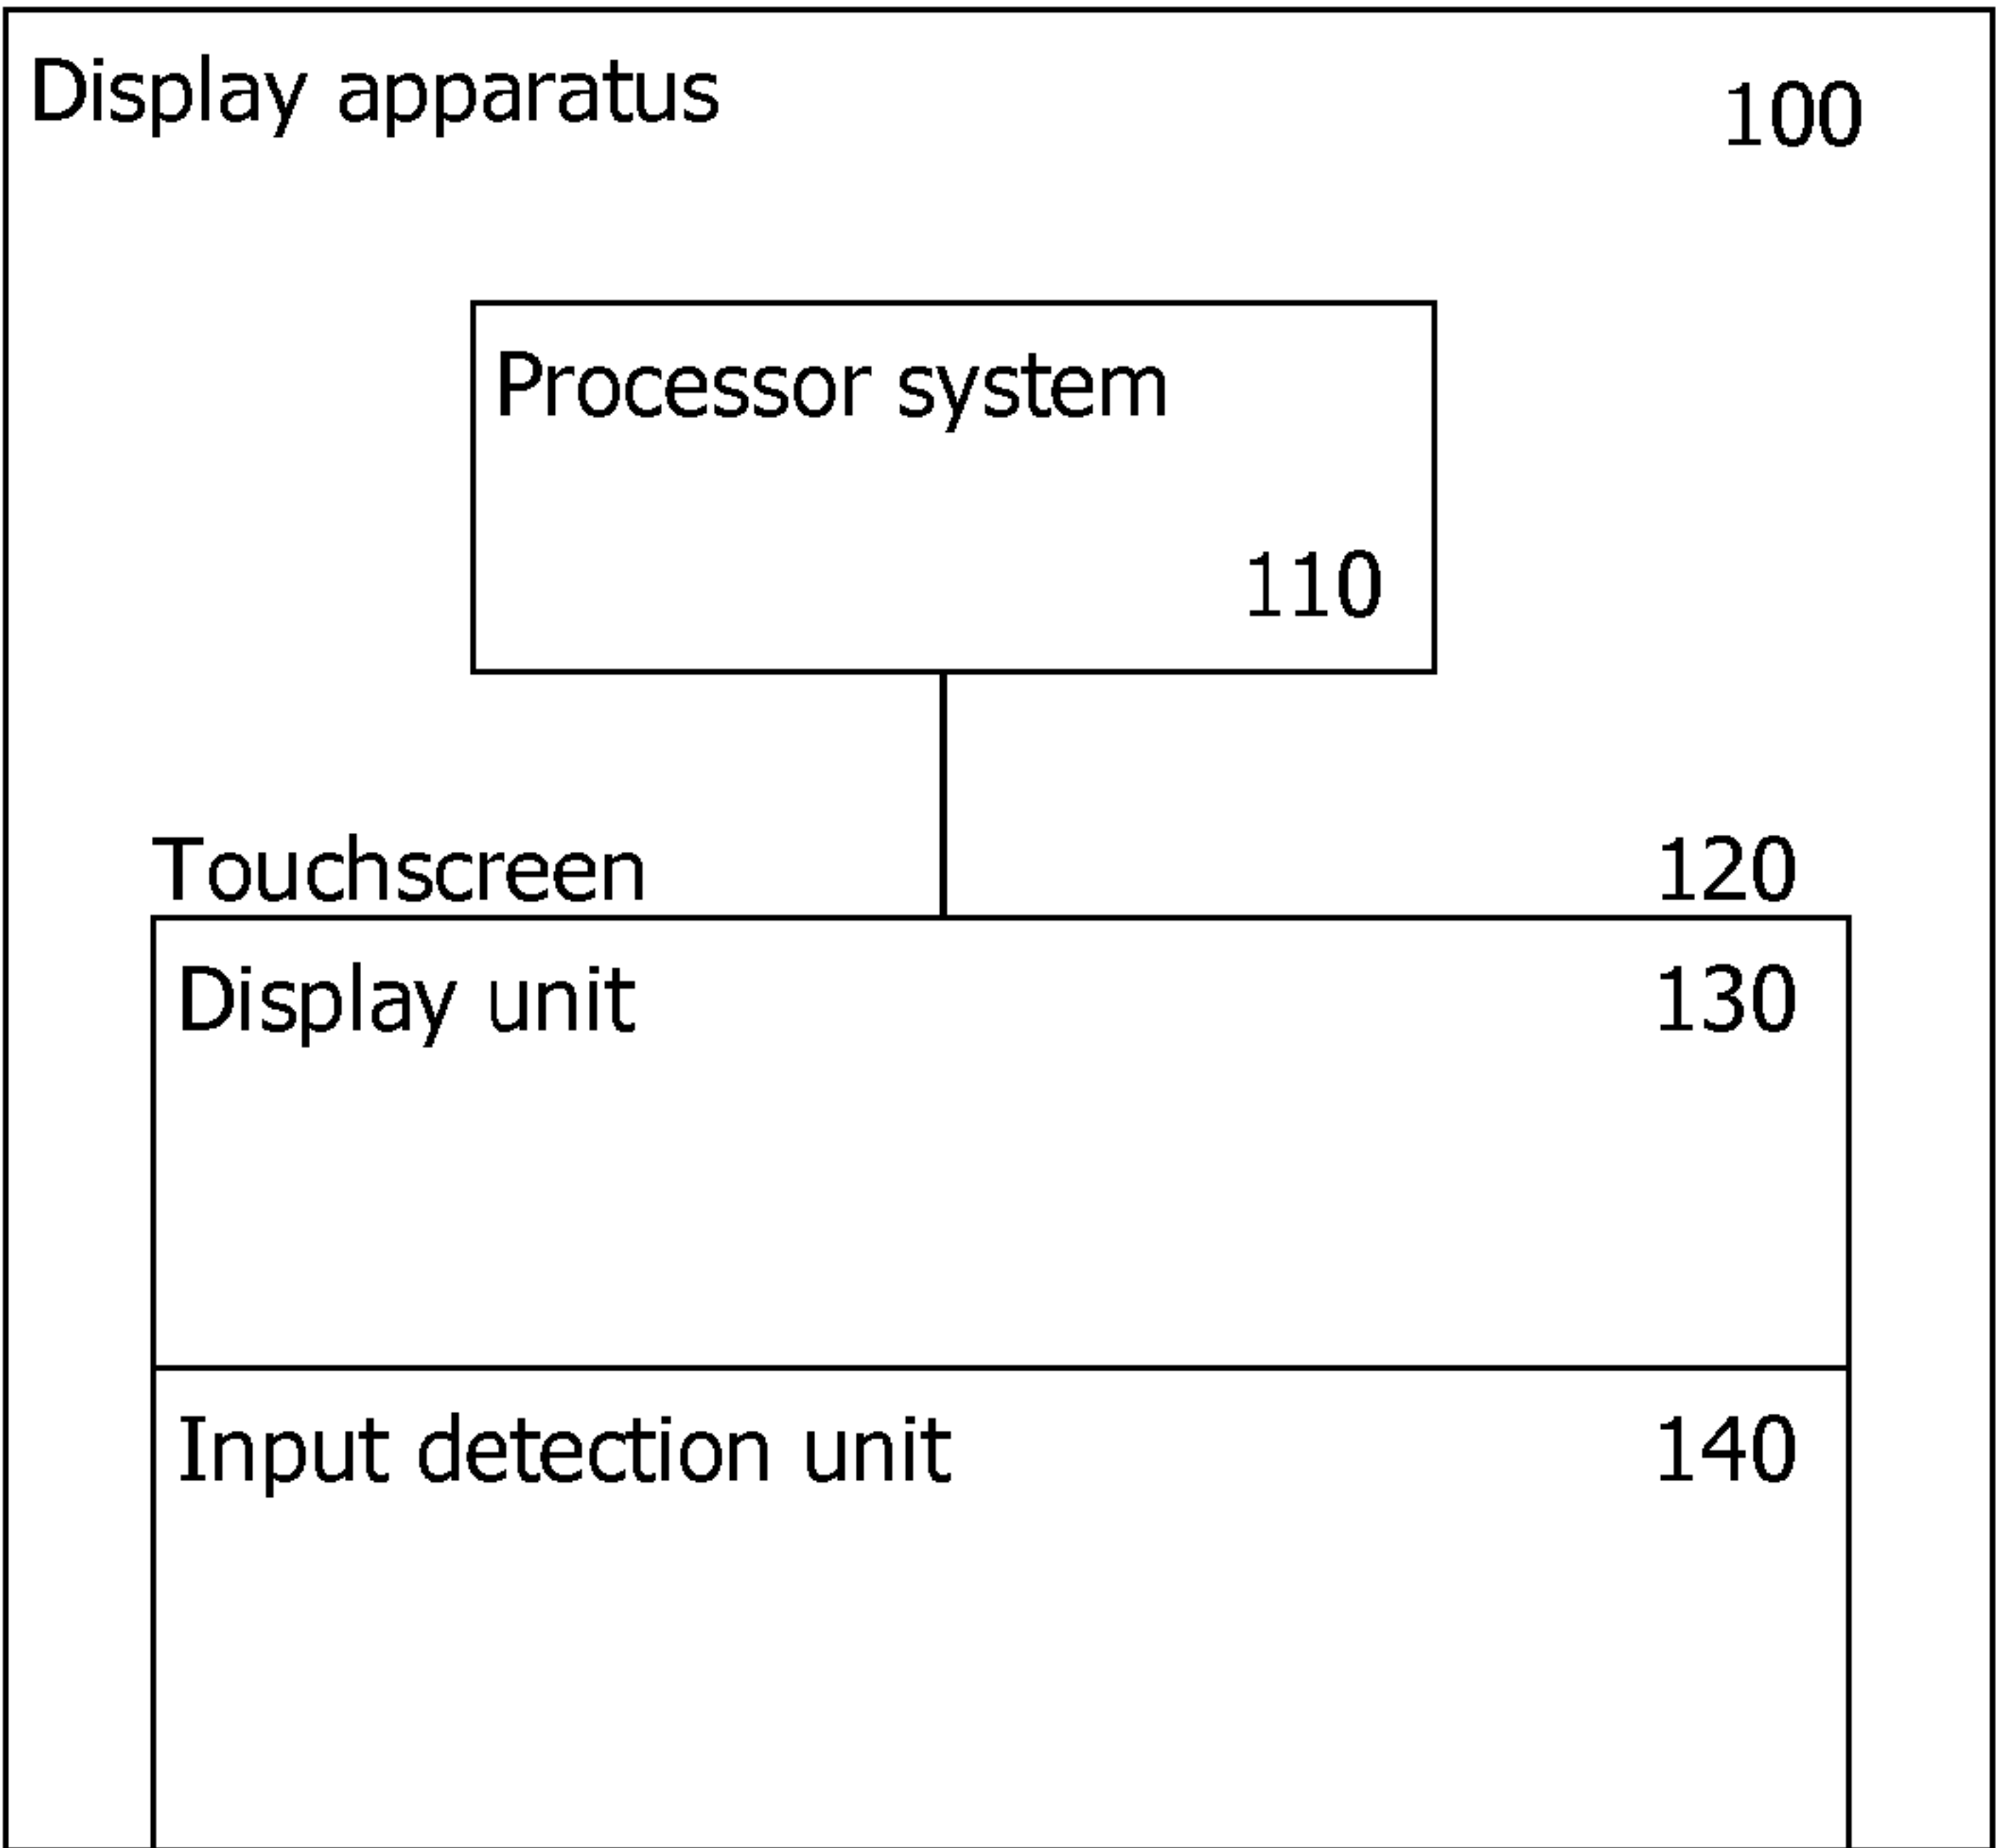 Display apparatus 100
Processor system
110
Touchscreen 120
Display unit 130
Input detection unit 140